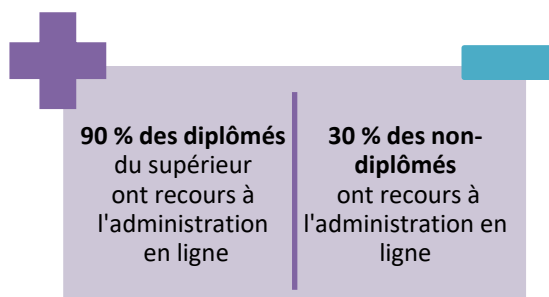 90 % des diplômés
du supérieur
ont recours à
l'administration
en ligne
30 % des non-
diplômés
ont recours à
l'administration en
ligne